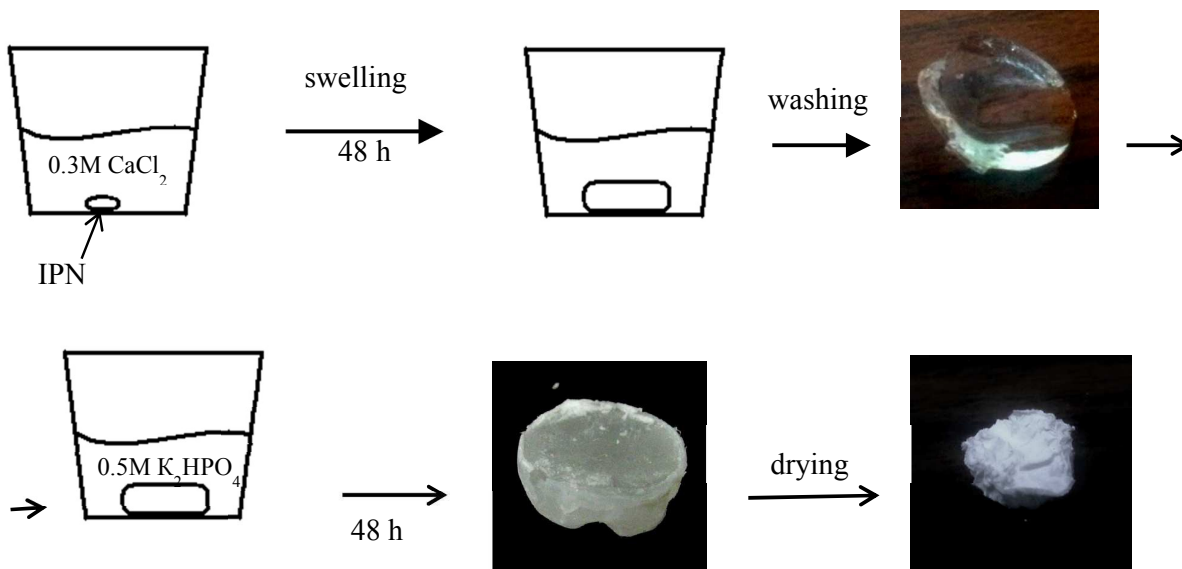 swelling
48 h
washing
0.3M CaCl₂
IPN
0.5M K₂HPO₄
48 h
drying